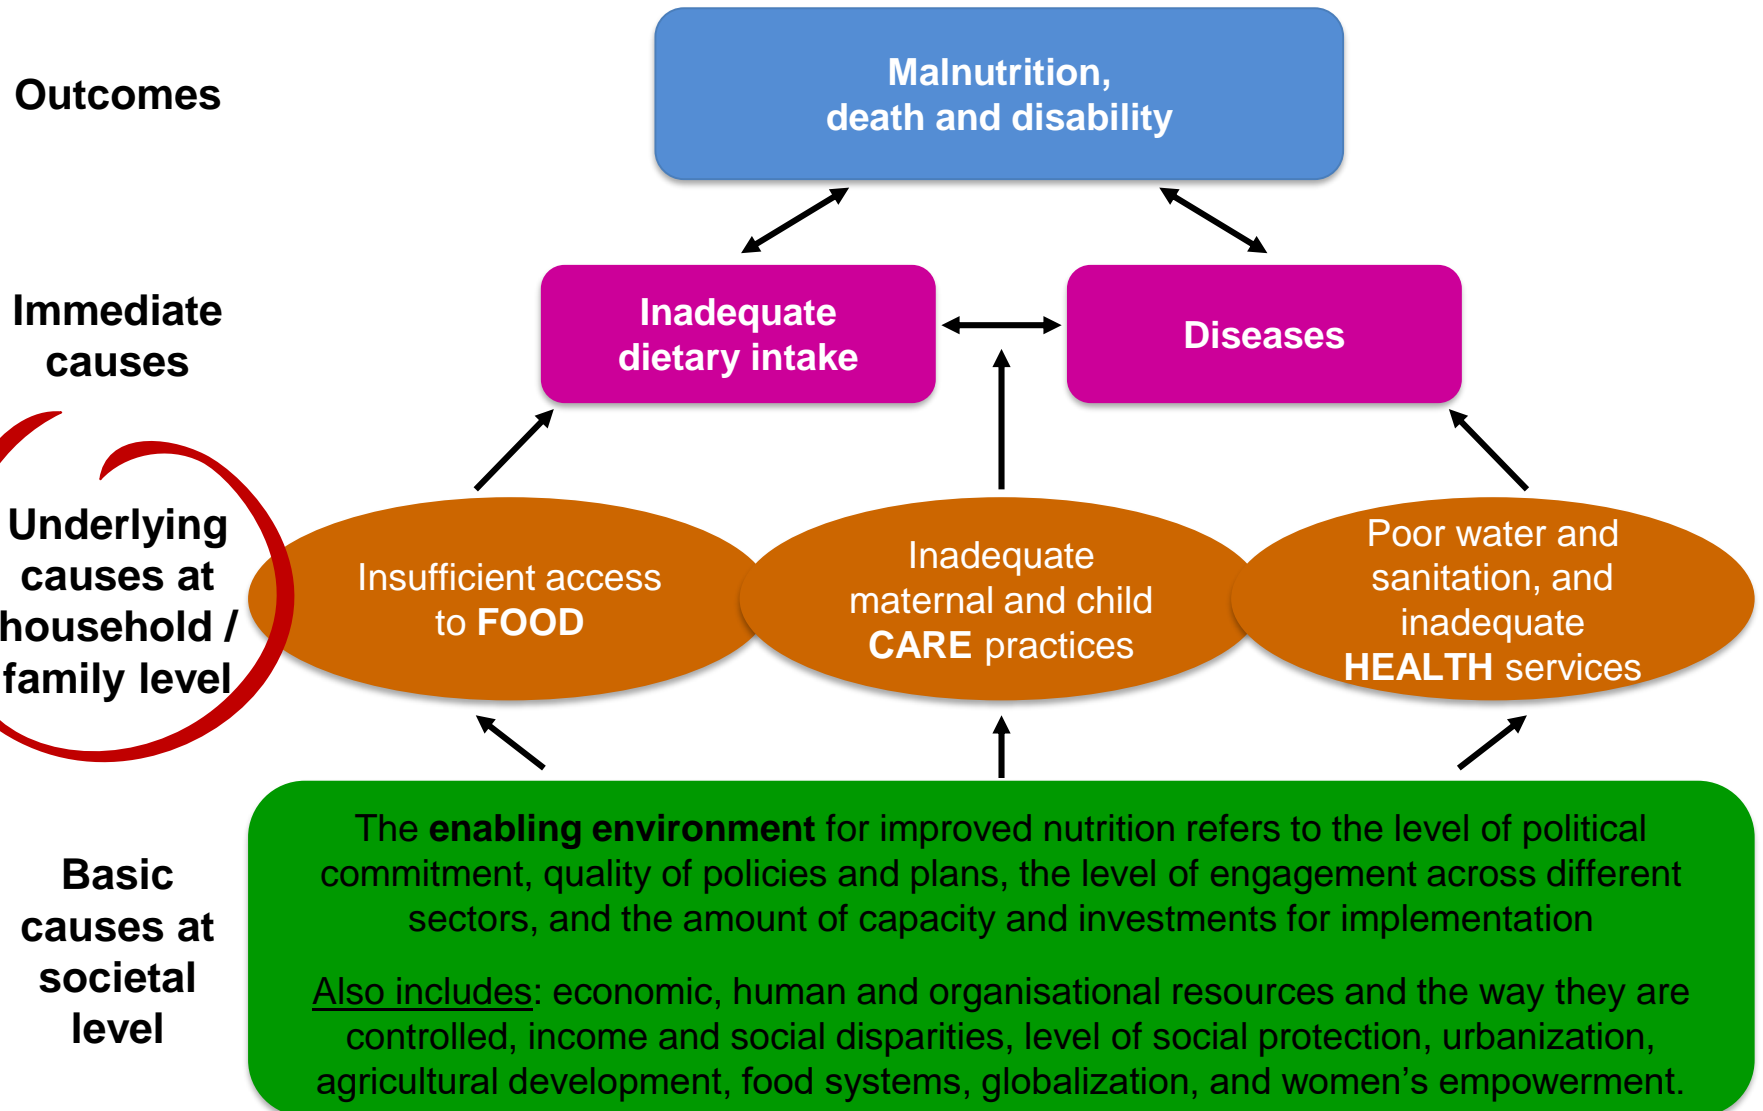 Outcomes
Malnutrition,
death and disability
Immediate
causes
Inadequate
dietary intake
Diseases
Underlying
causes at
household /
family level
Insufficient access
to FOOD
Inadequate
maternal and child
CARE practices
Poor water and
sanitation, and
inadequate
HEALTH services
Basic
causes at
societal
level
The enabling environment for improved nutrition refers to the level of political
commitment, quality of policies and plans, the level of engagement across different
sectors, and the amount of capacity and investments for implementation
Also includes: economic, human and organisational resources and the way they are
controlled, income and social disparities, level of social protection, urbanization,
agricultural development, food systems, globalization, and women’s empowerment.